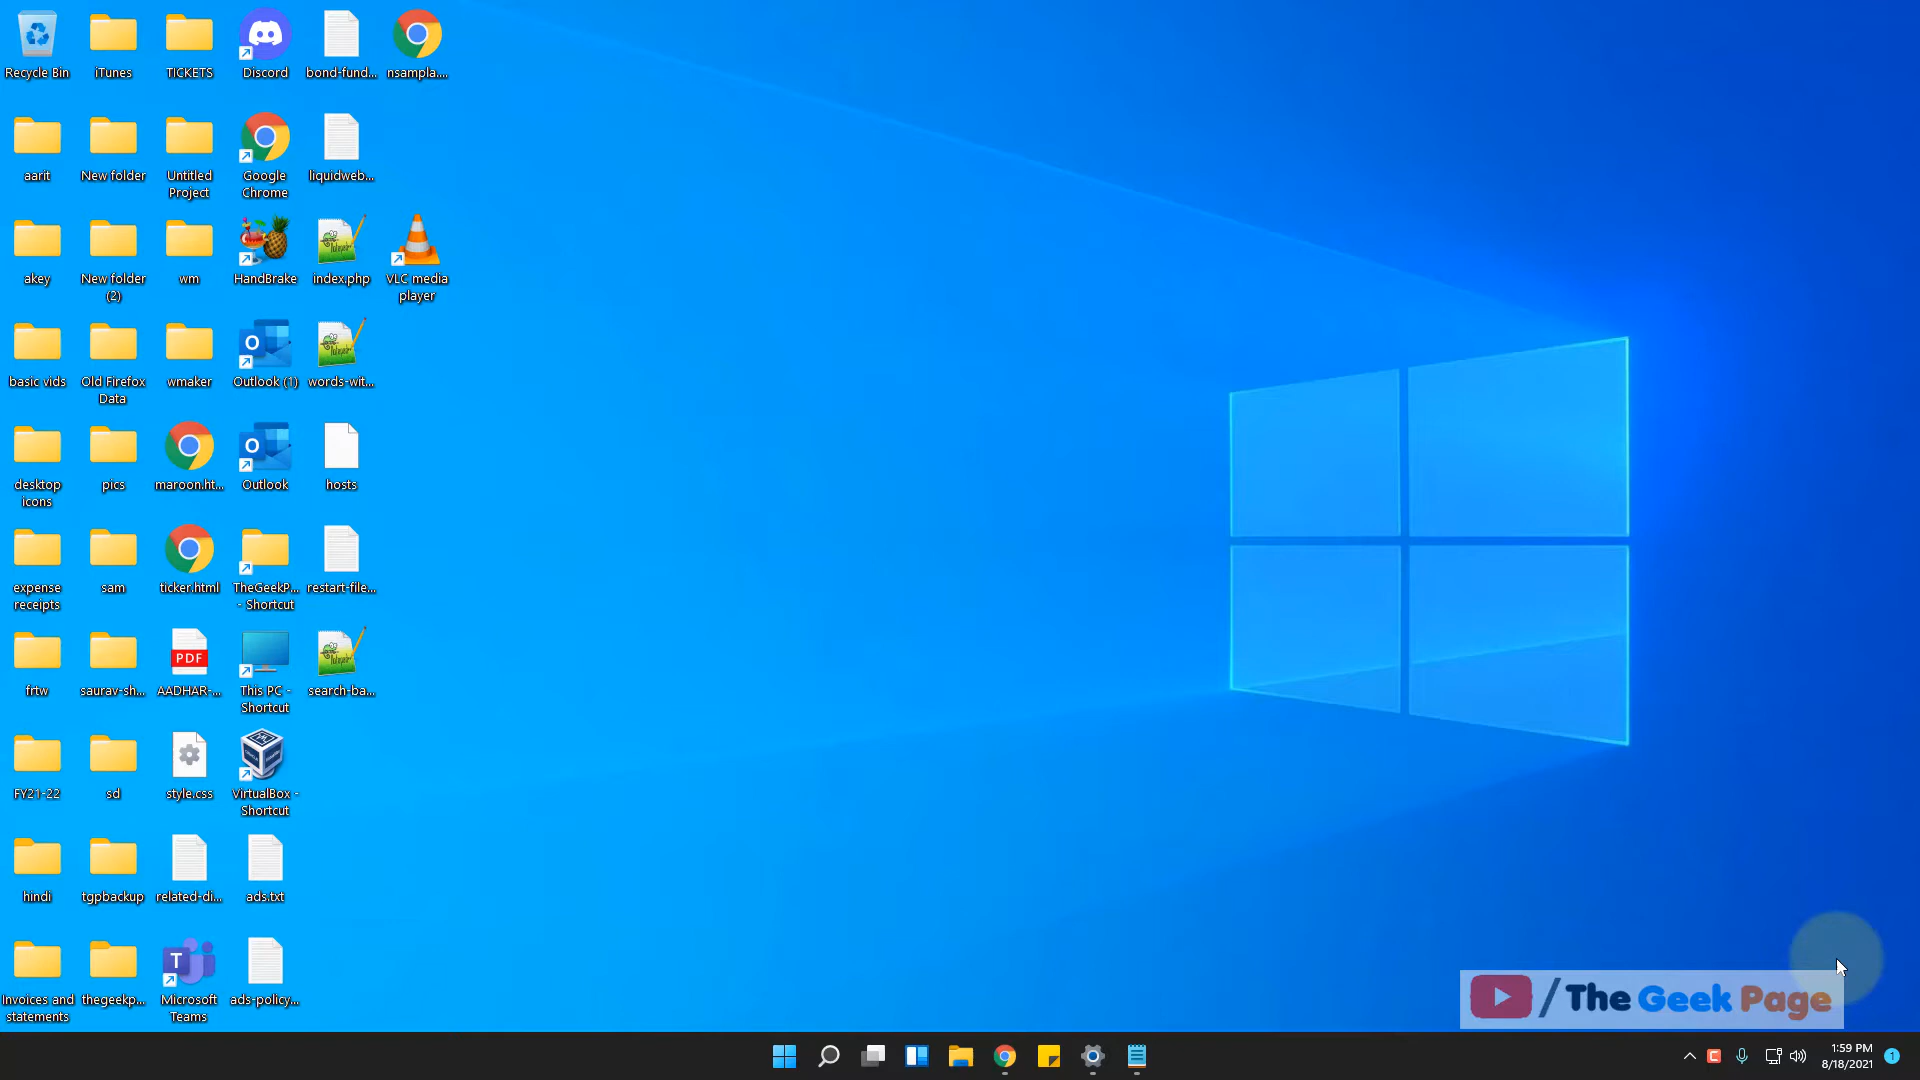 Recycle Bin
iTunes
TICKETS
Discord
bond-fund...
nsampla....
aarit
New folder
Untitled
Project
Google
Chrome
liquidweb...
akey
New folder
(2)
wm
HandBrake
index.php
VLC media
player
basic vids
Old Firefox
Data
wmaker
Outlook (1)
words-wit...
desktop
icons
pics
maroon.ht...
Outlook
hosts
expense
receipts
sam
ticker.html
TheGeekP...
- Shortcut
restart-file...
frtw
saurav-sh...
PDF
AADHAR-...
This PC -
Shortcut
search-ba...
FY21-22
sd
style.css
VirtualBox -
Shortcut
hindi
tgpbackup
related-di...
ads.txt
Invoices and
statements
thegeekp...
Microsoft
Teams
ads-policy...
/ The Geek Page
1:59 PM
8/18/2021
1